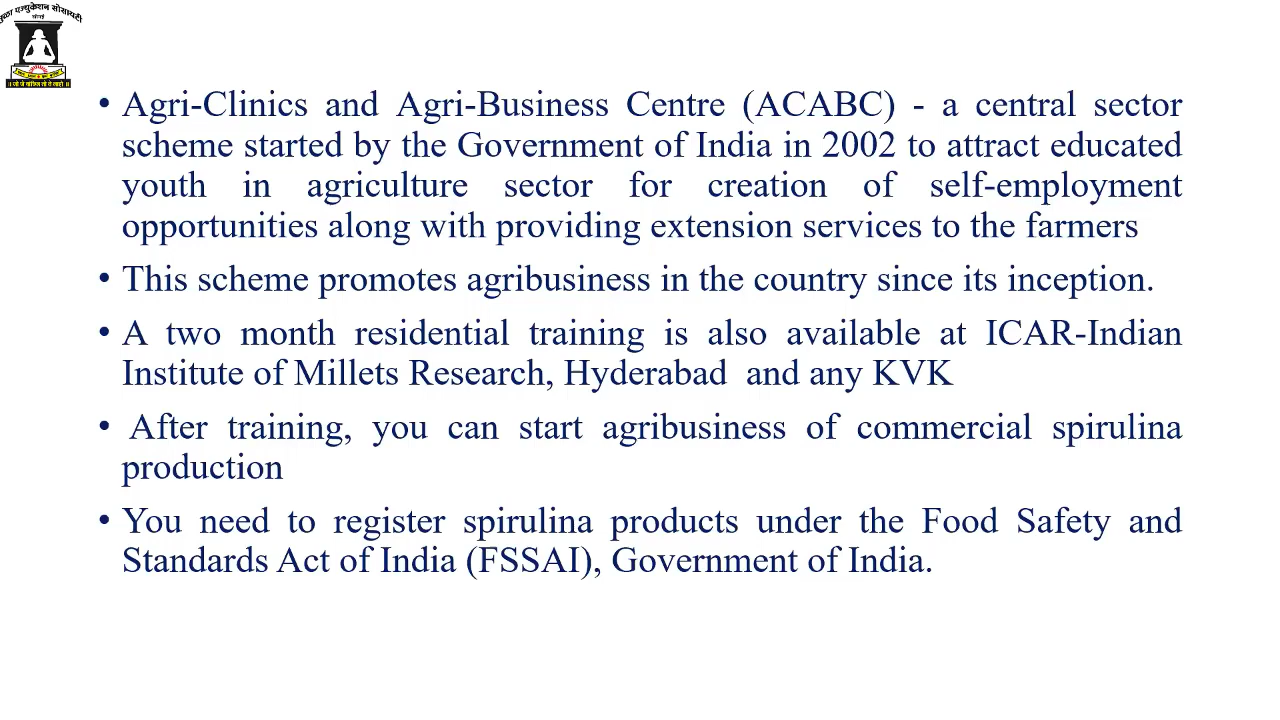 एज्युकेशन सोसायटी
• Agri-Clinics and Agri-Business Centre (ACABC) - a central sector
scheme started by the Government of India in 2002 to attract educated
youth in agriculture sector for creation of self-employment
opportunities along with providing extension services to the farmers
• This scheme promotes agribusiness in the country since its inception.
• A two month residential training is also available at ICAR-Indian
Institute of Millets Research, Hyderabad and any KVK
• After training, you can start agribusiness of commercial spirulina
production
• You need to register spirulina products under the Food Safety and
Standards Act of India (FSSAI), Government of India.